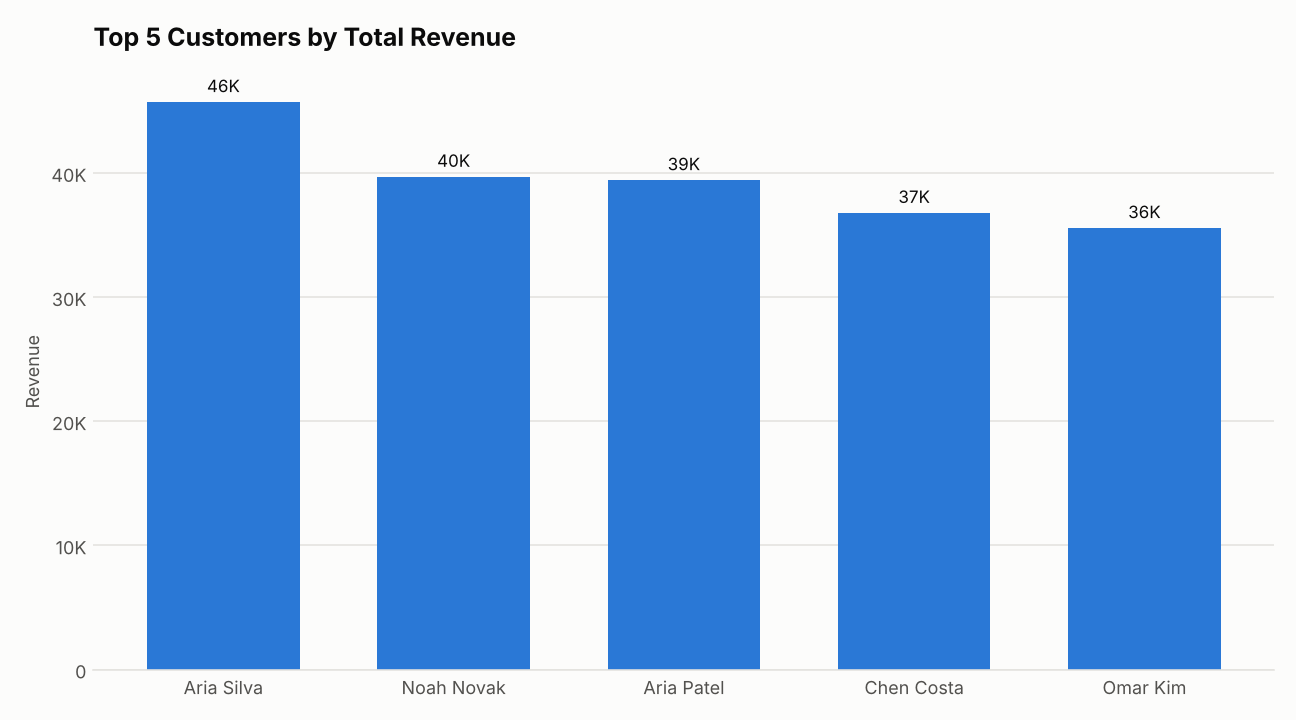 Top 5 Customers by Total Revenue
46K
40K
39K
37K
36K
40K
30K
20K
10K
0
Revenue
Aria Silva
Noah Novak
Aria Patel
Chen Costa
Omar Kim